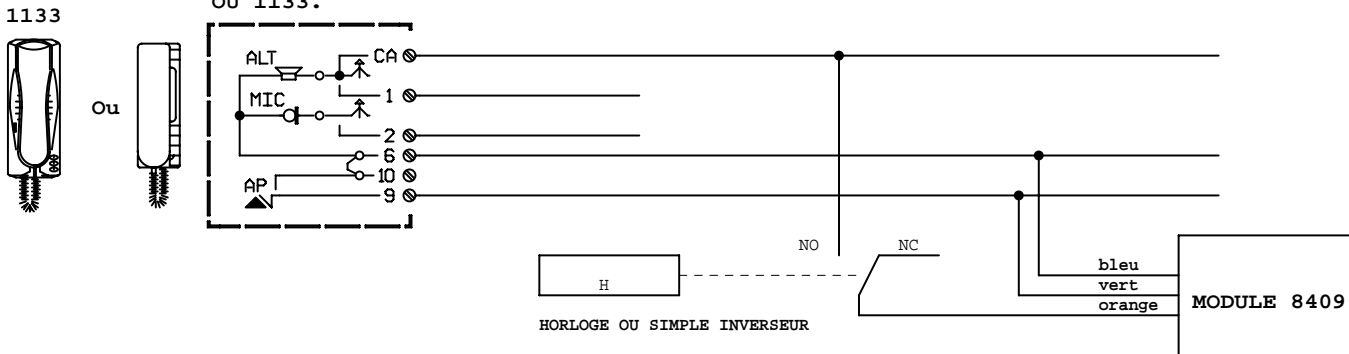 OU 1133.
1133
Ou
ALT
CA
MIC
1
2
6
10
AP
9
NO
NC
H
HORLOGE OU SIMPLE INVERSEUR
bleu
vert
orange
MODULE 8409